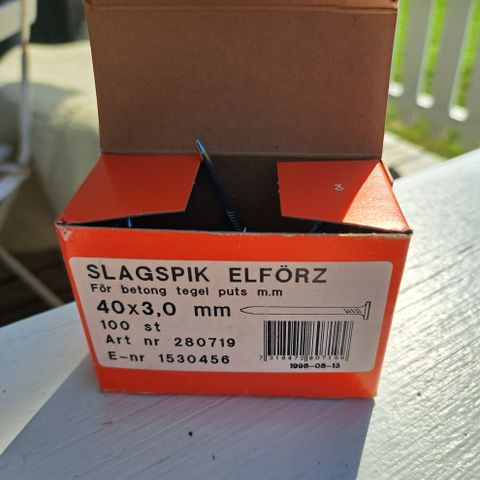 SLAGSPIK ELFÖRZ
För betong tegel puts m.m
40x3,0 mm
100 st
Art nr 280719
E-nr 1530456
1998-08-13